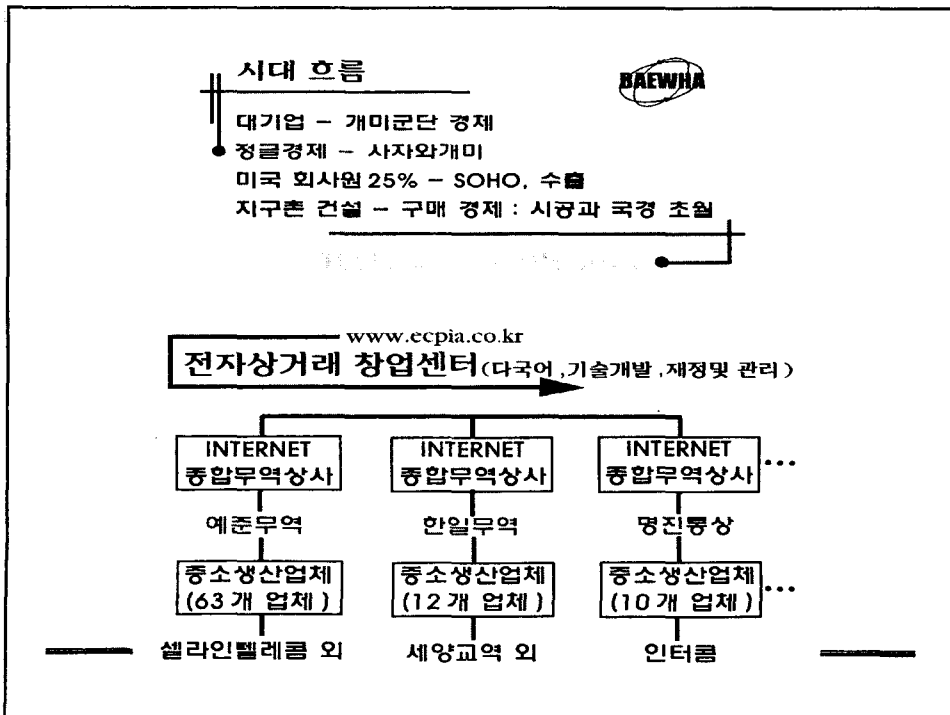 시대 흐름
BAEWHA
대기업 - 개미군단 경제
정글경제 - 사자와개미
미국 회사원 25% - SOHO, 수출
지구촌 건설 - 구매 경제 : 시공과 국경 초월
www.ecpia.co.kr
전자상거래 창업센터(다국어,기술개발,재정및 관리)
INTERNET
종합무역상사
INTERNET
종합무역상사
INTERNET
종합무역상사
...
예준무역
한일무역
명진통상
중소생산업체
(63개 업체)
중소생산업체
(12개 업체)
중소생산업체
(10개 업체)
...
셀라인텔레콤 외
세양교역 외
인터콤